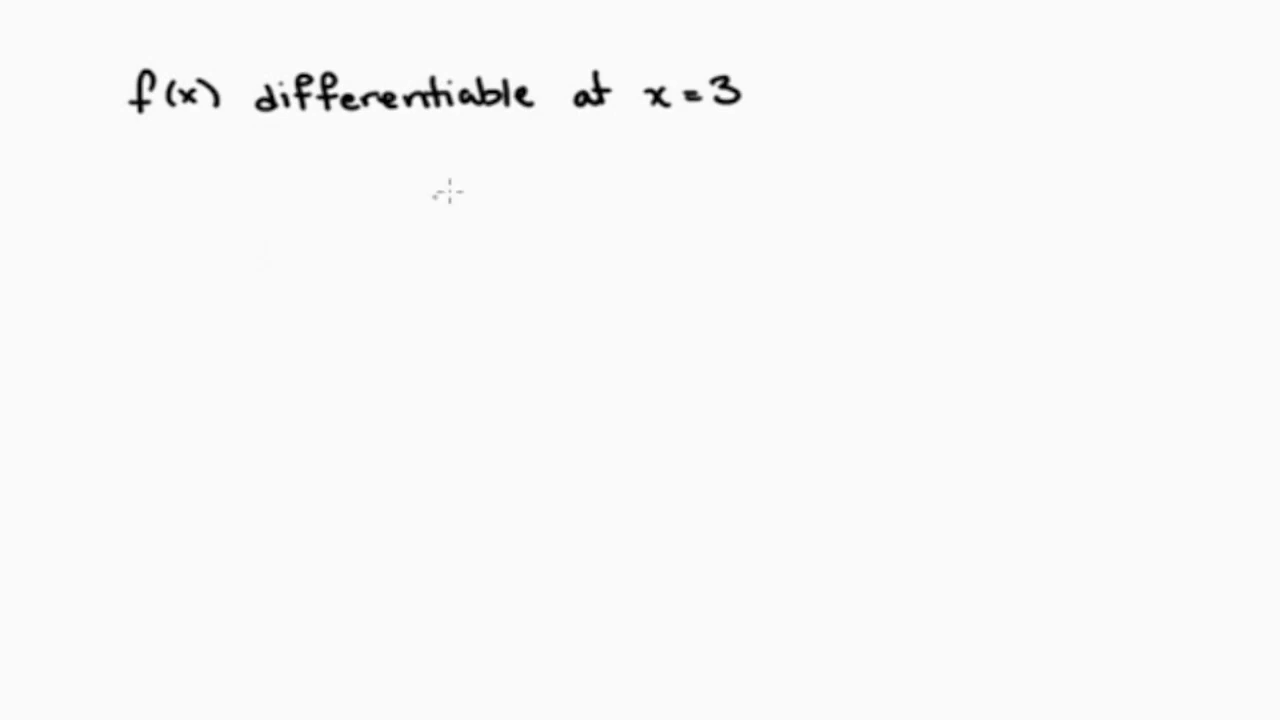 f(x) differentiable at x = 3